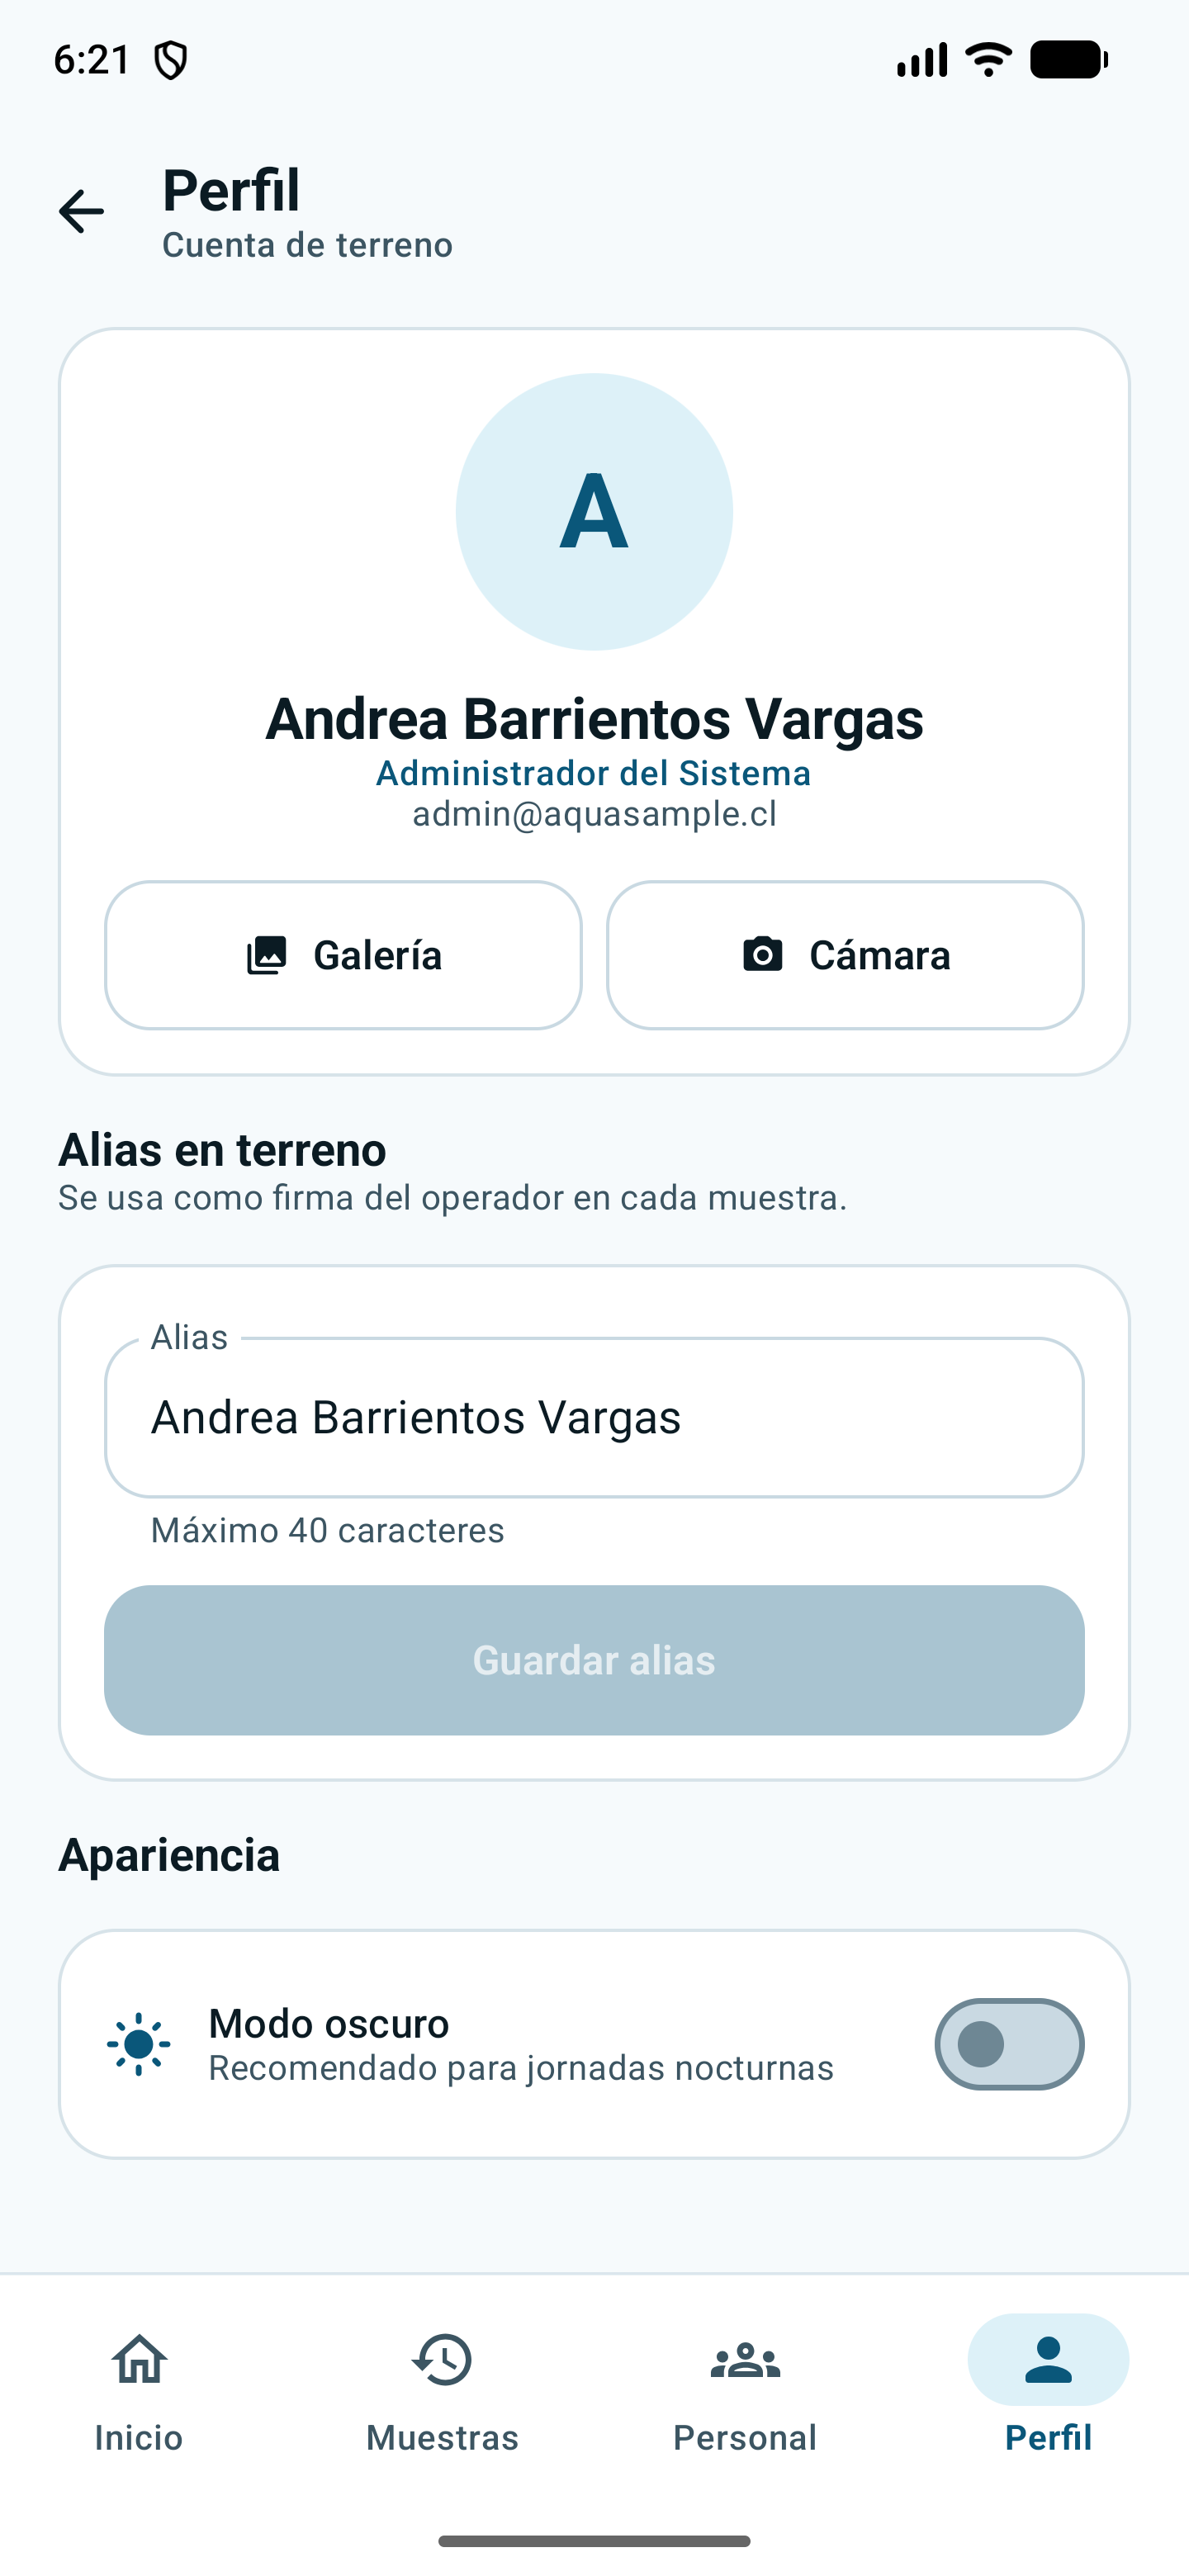 6:21
Perfil
Cuenta de terreno
A
Andrea Barrientos Vargas
Administrador del Sistema
admin@aquasample.cl
Galería
Cámara
Alias en terreno
Se usa como firma del operador en cada muestra.
Alias
Andrea Barrientos Vargas
Máximo 40 caracteres
Guardar alias
Apariencia
Modo oscuro
Recomendado para jornadas nocturnas
Inicio
Muestras
Personal
Perfil